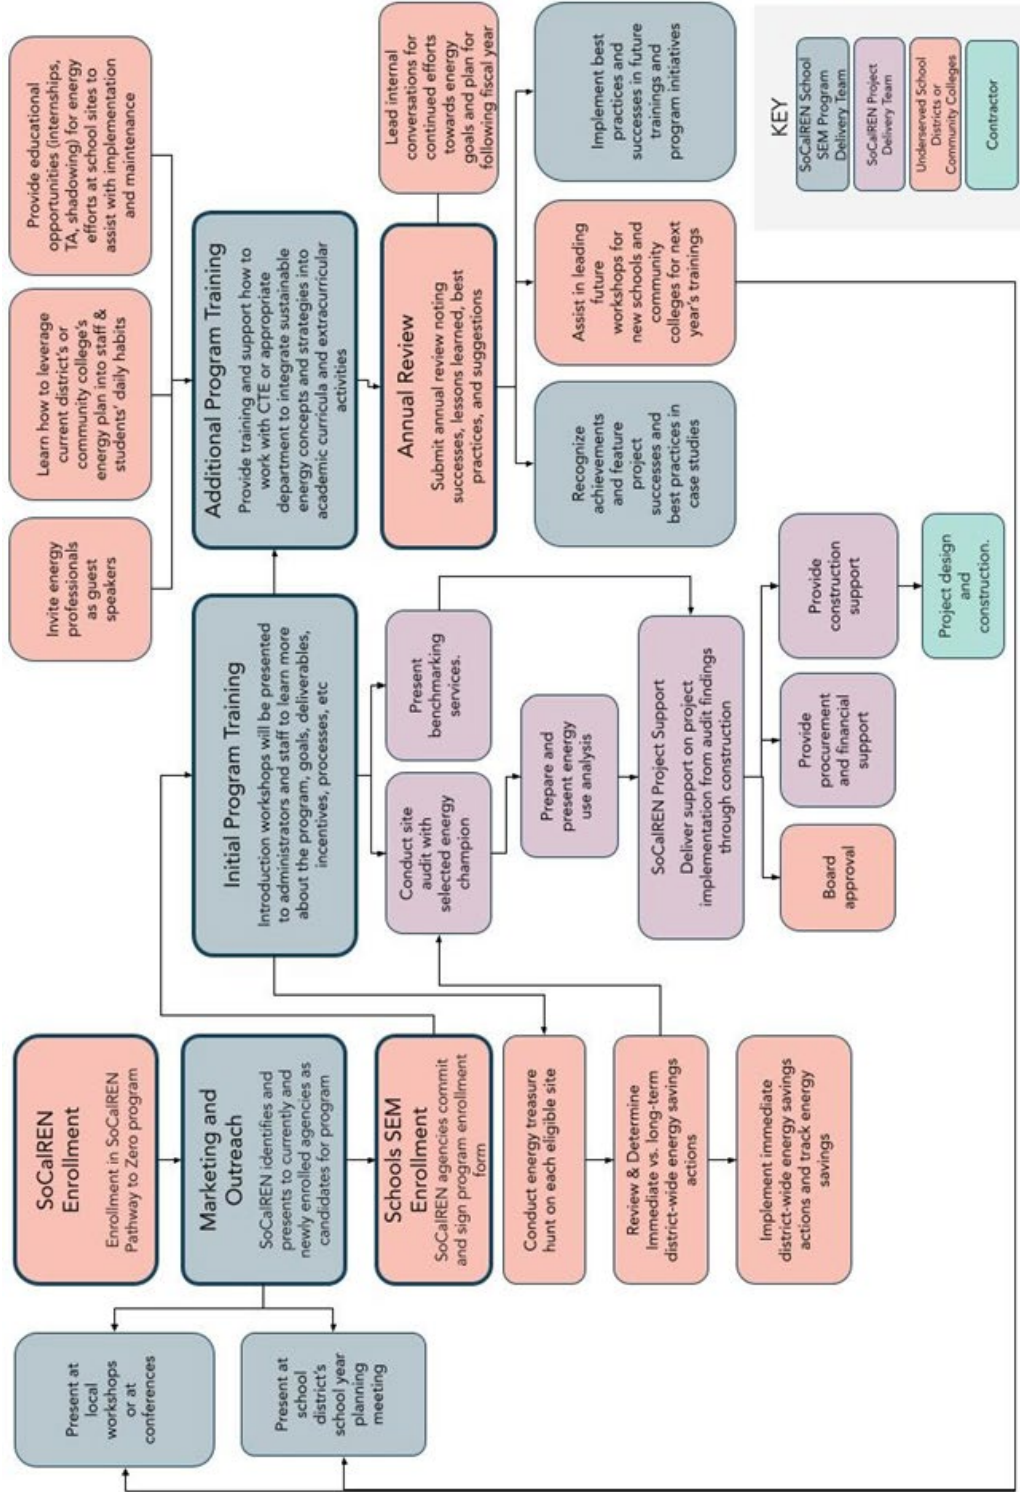 Present at
local
workshops
or at
conferences
Present at
school
district's
school year
planning
meeting
SoCalREN
Enrollment
Enrollment in SoCalREN
Pathway to Zero program
Marketing and
Outreach
SoCalREN identifies and
presents to currently and
newly enrolled agencies as
candidates for program
Schools SEM
Enrollment
SoCalREN agencies commit
and sign program enrollment
form
Conduct energy treasure
hunt on each eligible site
Review & Determine
Immediate vs. long-term
district-wide energy savings
actions
Implement immediate
district-wide energy savings
actions and track energy
savings
Initial Program Training
Introduction workshops will be presented
to administrators and staff to learn more
about the program, goals, deliverables,
incentives, processes, etc
Conduct site
audit with
selected energy
champion
Present
benchmarking
services.
Prepare and
present energy
use analysis
SoCalREN Project Support
Deliver support on project
implementation from audit findings
through construction
Board
approval
Provide
procurement
and financial
support
Provide
construction
support
Project design
and
construction.
Invite energy
professionals
as guest
speakers
Learn how to leverage
current district's or
community college's
energy plan into staff &
students' daily habits
Provide educational
opportunities (internships,
TA, shadowing) for energy
efforts at school sites to
assist with implementation
and maintenance
Additional Program Training
Provide training and support how to
work with CTE or appropriate
department to integrate sustainable
energy concepts and strategies into
academic curricula and extracurricular
activities
Annual Review
Submit annual review noting
successes, lessons learned, best
practices, and suggestions
Lead internal
conversations for
continued efforts
towards energy
goals and plan for
following fiscal year
Recognize
achievements
and feature
project
successes and
best practices in
case studies
Assist in leading
future
workshops for
new schools and
community
colleges for next
year's trainings
Implement best
practices and
successes in future
trainings and
program initiatives
KEY
SoCalREN School
SEM Program
Delivery Team
SoCalREN Project
Delivery Team
Underserved School
Districts or
Community Colleges
Contractor